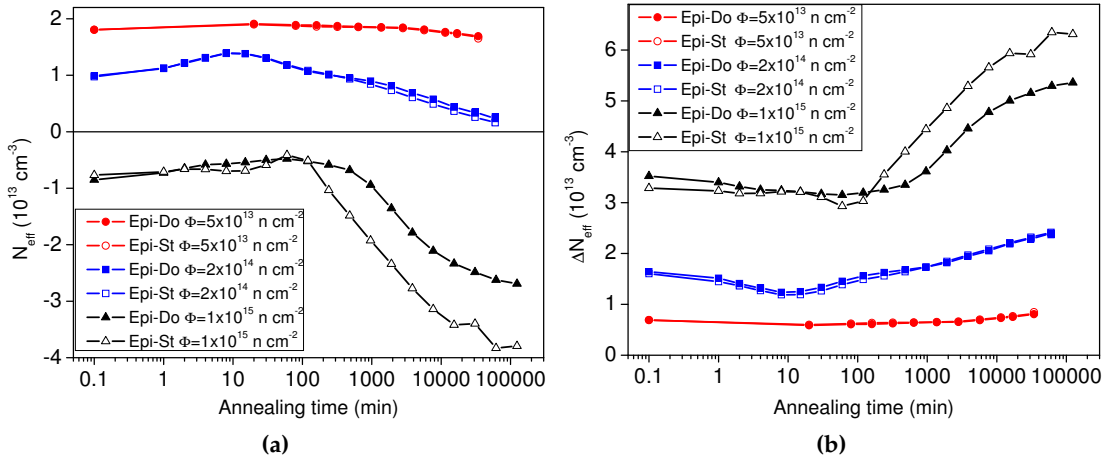 2
1
0
-1
-2
-3
-4
N_eff (10^13 cm^-3)
Epi-Do Φ=5x10^13 n cm^-2
Epi-St Φ=5x10^13 n cm^-2
Epi-Do Φ=2x10^14 n cm^-2
Epi-St Φ=2x10^14 n cm^-2
Epi-Do Φ=1x10^15 n cm^-2
Epi-St Φ=1x10^15 n cm^-2
0.1 1 10 100 1000 10000 100000
Annealing time (min)
(a)
6
5
4
3
2
1
0
ΔN_eff (10^13 cm^-3)
Epi-Do Φ=5x10^13 n cm^-2
Epi-St Φ=5x10^13 n cm^-2
Epi-Do Φ=2x10^14 n cm^-2
Epi-St Φ=2x10^14 n cm^-2
Epi-Do Φ=1x10^15 n cm^-2
Epi-St Φ=1x10^15 n cm^-2
0.1 1 10 100 1000 10000 100000
Annealing time (min)
(b)